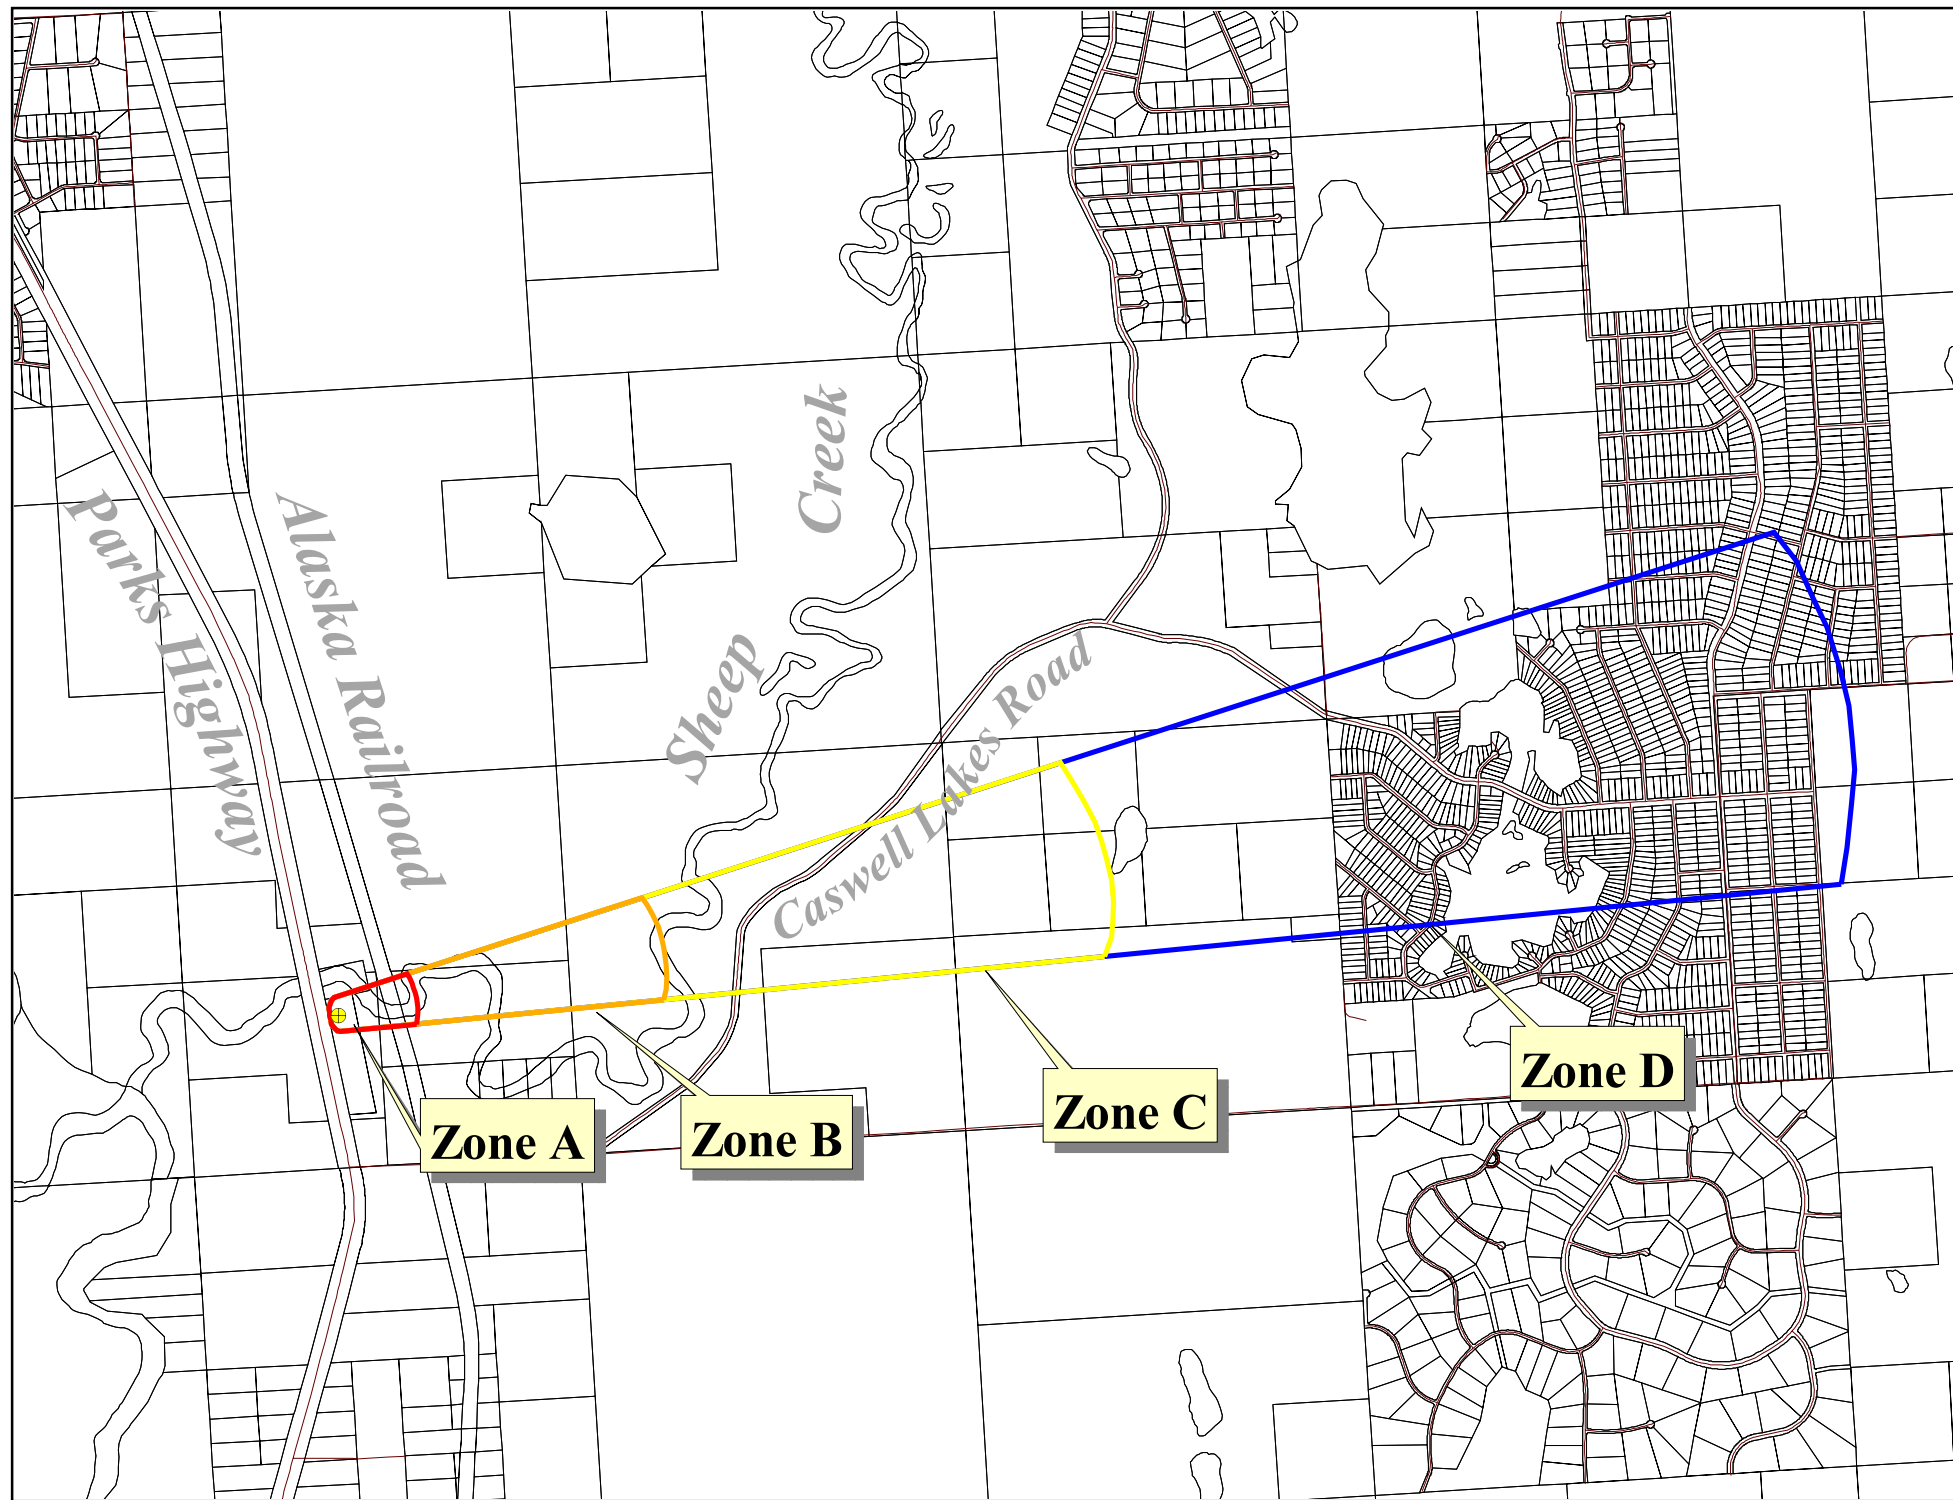 Creek
Parks Highway
Alaska Railroad
Sheep
Caswell Lakes Road
Zone A
Zone B
Zone C
Zone D